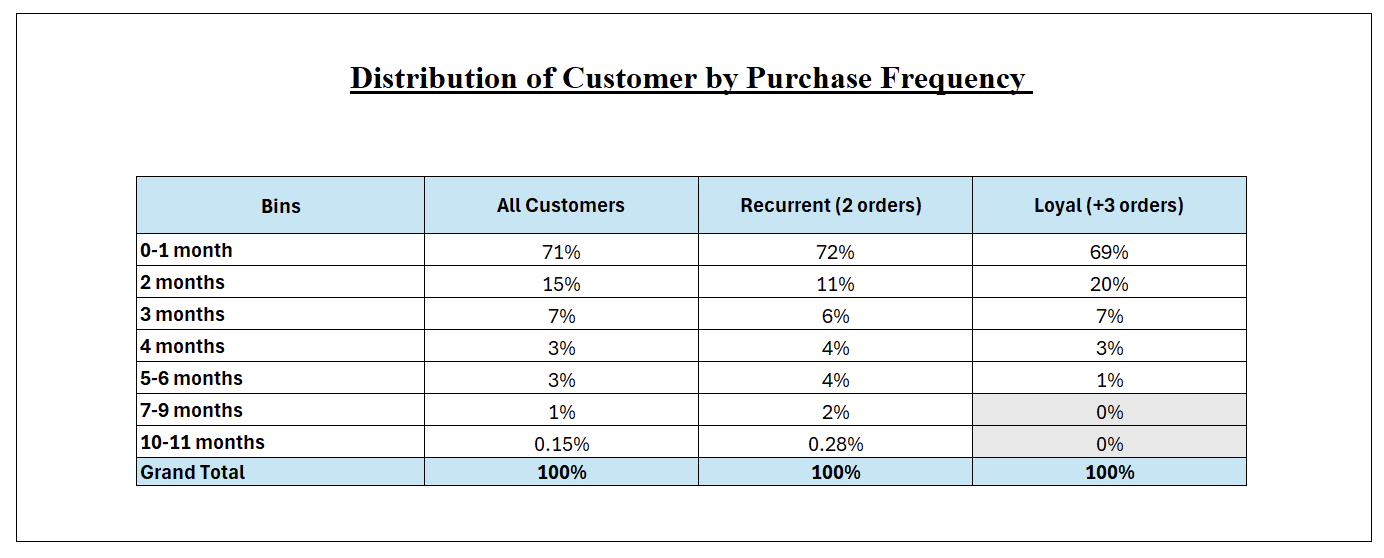 Distribution of Customer by Purchase Frequency
Bins All Customers Recurrent (2 orders) Loyal (+3 orders)
0-1 month 71% 72% 69%
2 months 15% 11% 20%
3 months 7% 6% 7%
4 months 3% 4% 3%
5-6 months 3% 4% 1%
7-9 months 1% 2% 0%
10-11 months 0.15% 0.28% 0%
Grand Total 100% 100% 100%